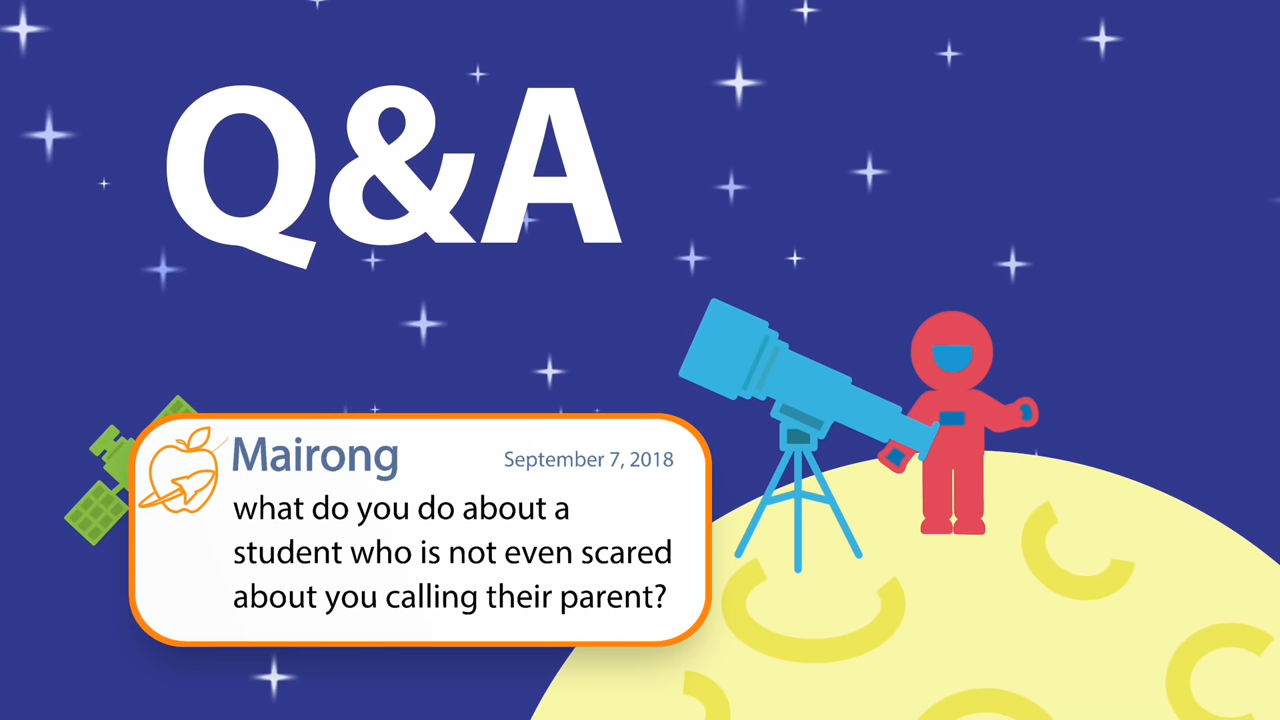 Q&A
Mairong
September 7, 2018
what do you do about a
student who is not even scared
about you calling their parent?